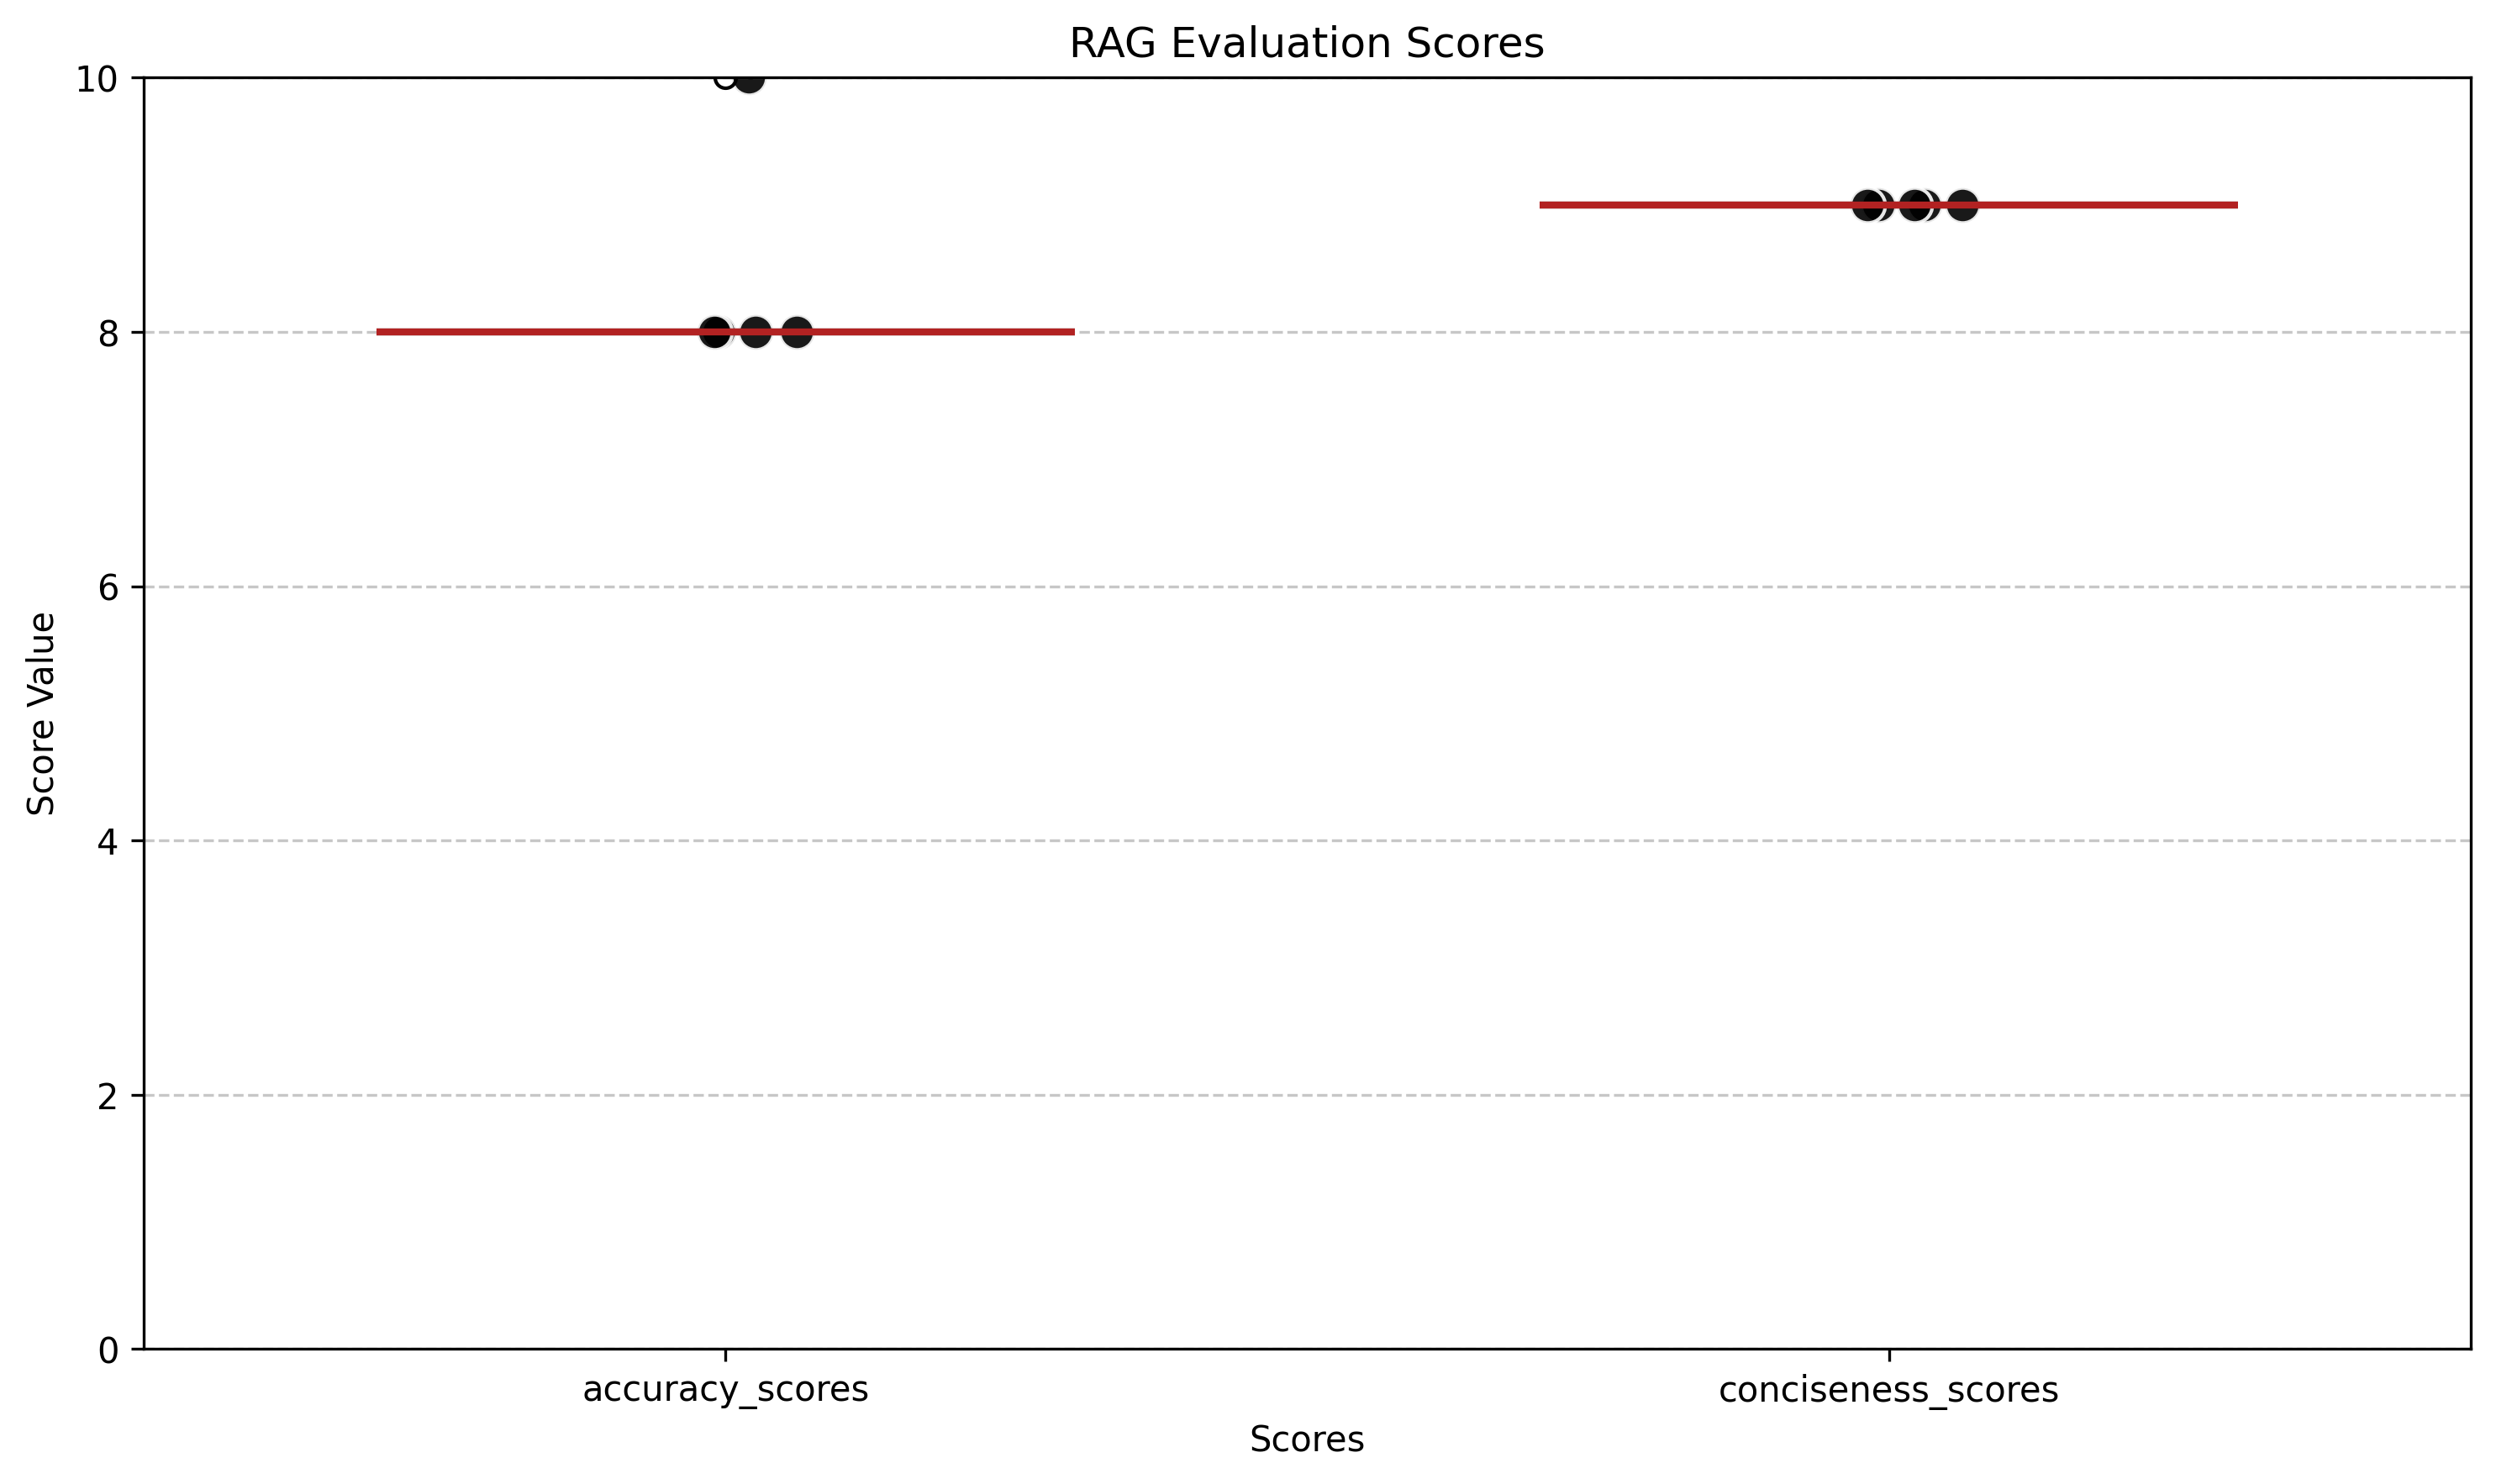 RAG Evaluation Scores
10
8
6
4
2
0
Score Value
accuracy_scores
conciseness_scores
Scores